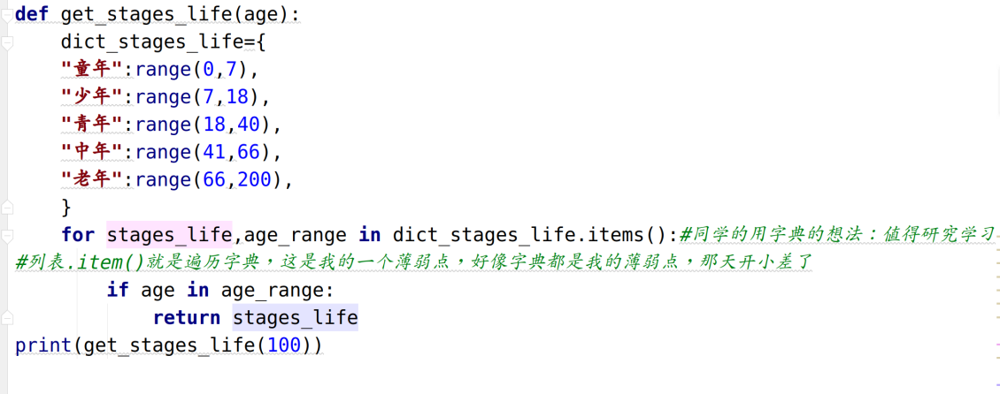 def get_stages_life(age):
    dict_stages_life={
    "童年":range(0,7),
    "少年":range(7,18),
    "青年":range(18,40),
    "中年":range(41,66),
    "老年":range(66,200),
    }
    for stages_life,age_range in dict_stages_life.items():#同学的用字典的想法：值得研究学习
#列表.item()就是遍历字典，这是我的一个薄弱点，好像字典都是我的薄弱点，那天开小差了
        if age in age_range:
            return stages_life
print(get_stages_life(100))